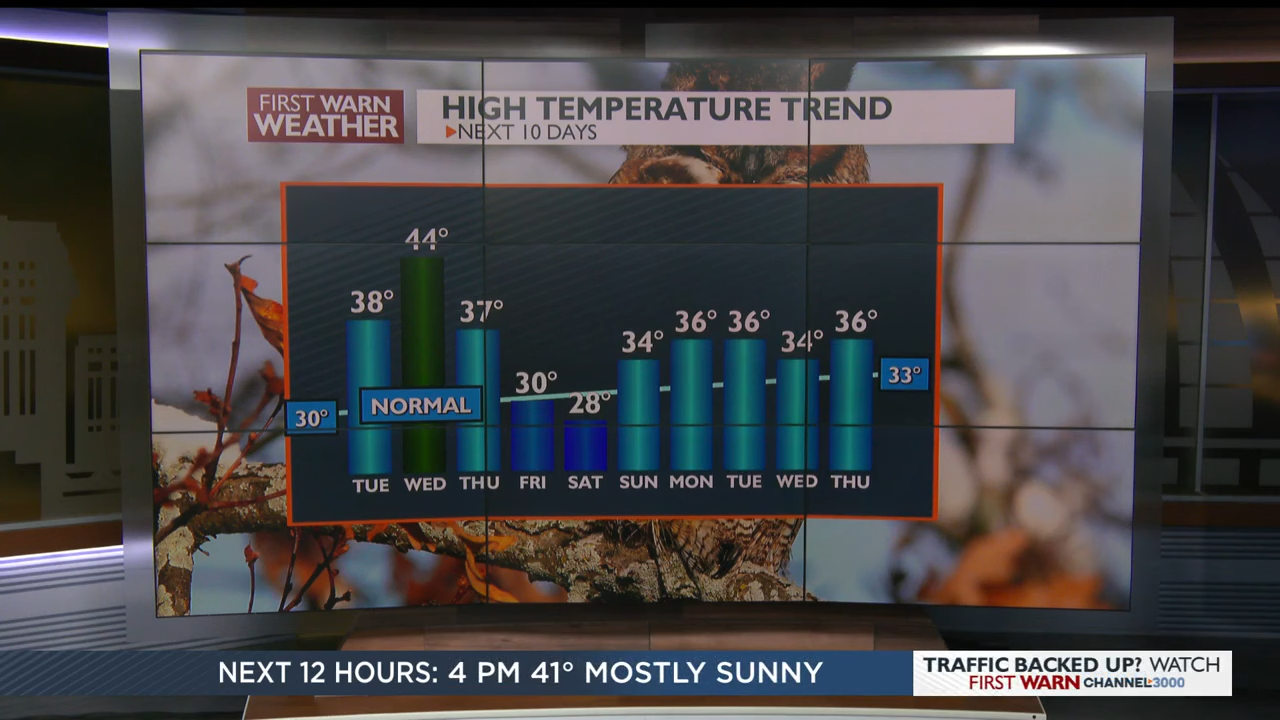 FIRST WARN
WEATHER
HIGH TEMPERATURE TREND
NEXT 10 DAYS
44°
38°
37°
36°
36°
36°
34°
34°
30°
28°
33°
30°
NORMAL
TUE WED THU FRI SAT SUN MON TUE WED THU
NEXT 12 HOURS: 4 PM 41° MOSTLY SUNNY
TRAFFIC BACKED UP? WATCH
FIRST WARN CHANNEL3000